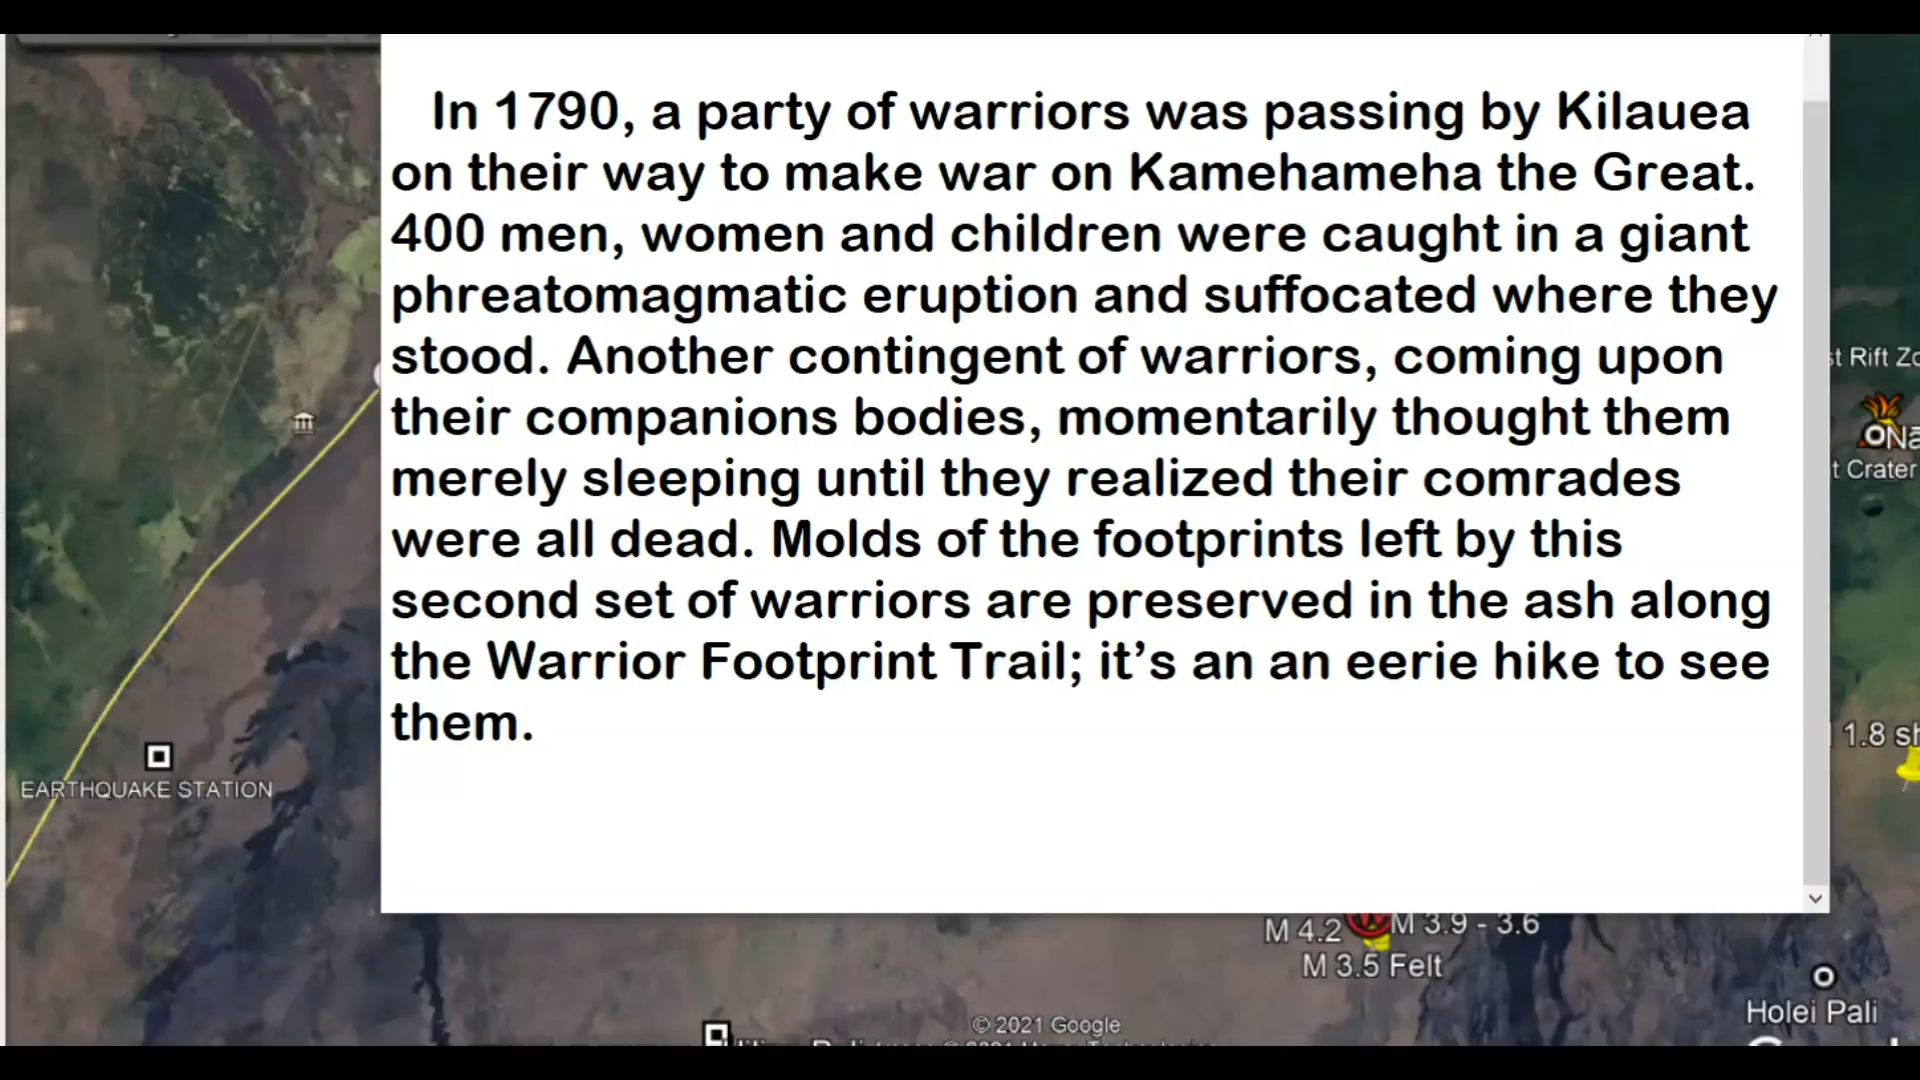 In 1790, a party of warriors was passing by Kilauea
on their way to make war on Kamehameha the Great.
400 men, women and children were caught in a giant
phreatomagmatic eruption and suffocated where they
stood. Another contingent of warriors, coming upon
their companions bodies, momentarily thought them
merely sleeping until they realized their comrades
were all dead. Molds of the footprints left by this
second set of warriors are preserved in the ash along
the Warrior Footprint Trail; it’s an an eerie hike to see
them.
st Rift Zo
Na
t Crater
1.8 sh
EARTHQUAKE STATION
M 4.2 M 3.9 - 3.6
M 3.5 Felt
Holei Pali
© 2021 Google